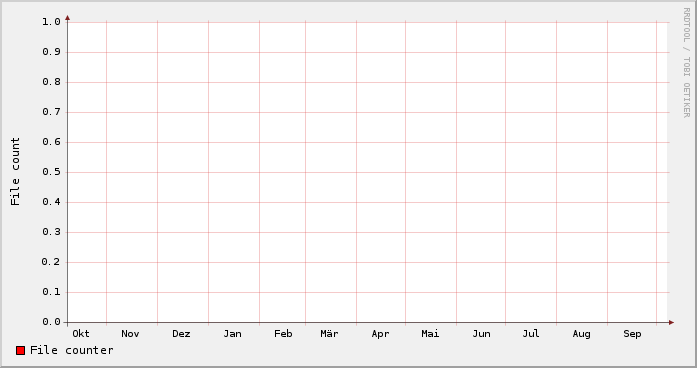 RRDTOOL / TOBI OETIKER
File count
1.0
0.9
0.8
0.7
0.6
0.5
0.4
0.3
0.2
0.1
0.0
Okt Nov Dez Jan Feb Mär Apr Mai Jun Jul Aug Sep
File counter